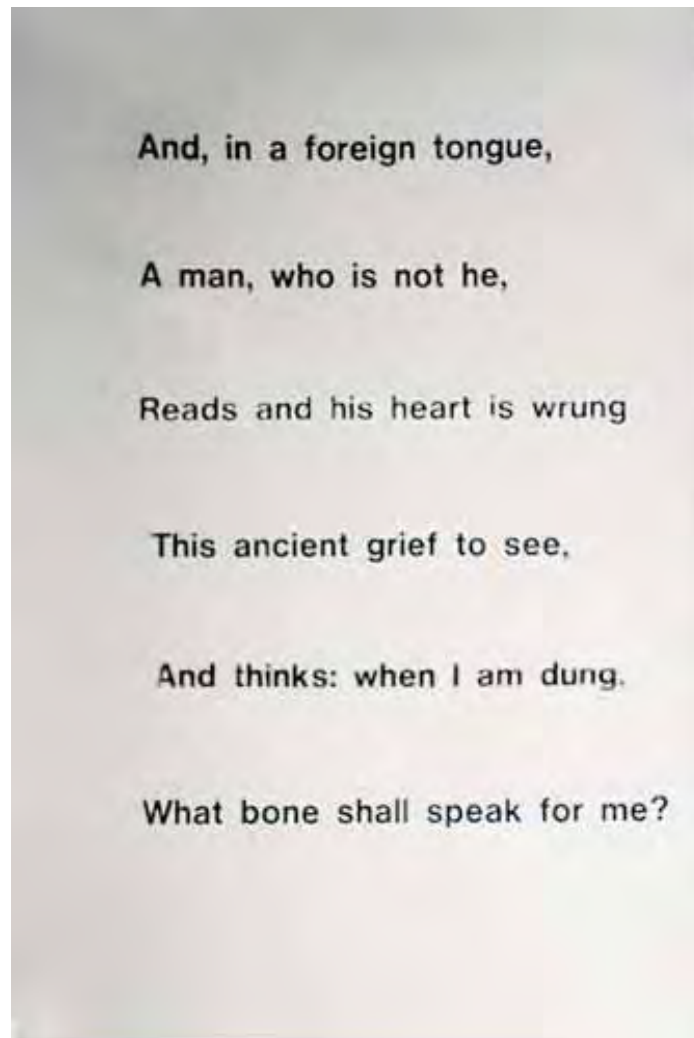 And, in a foreign tongue,
A man, who is not he,
Reads and his heart is wrung
This ancient grief to see,
And thinks: when I am dung.
What bone shall speak for me?